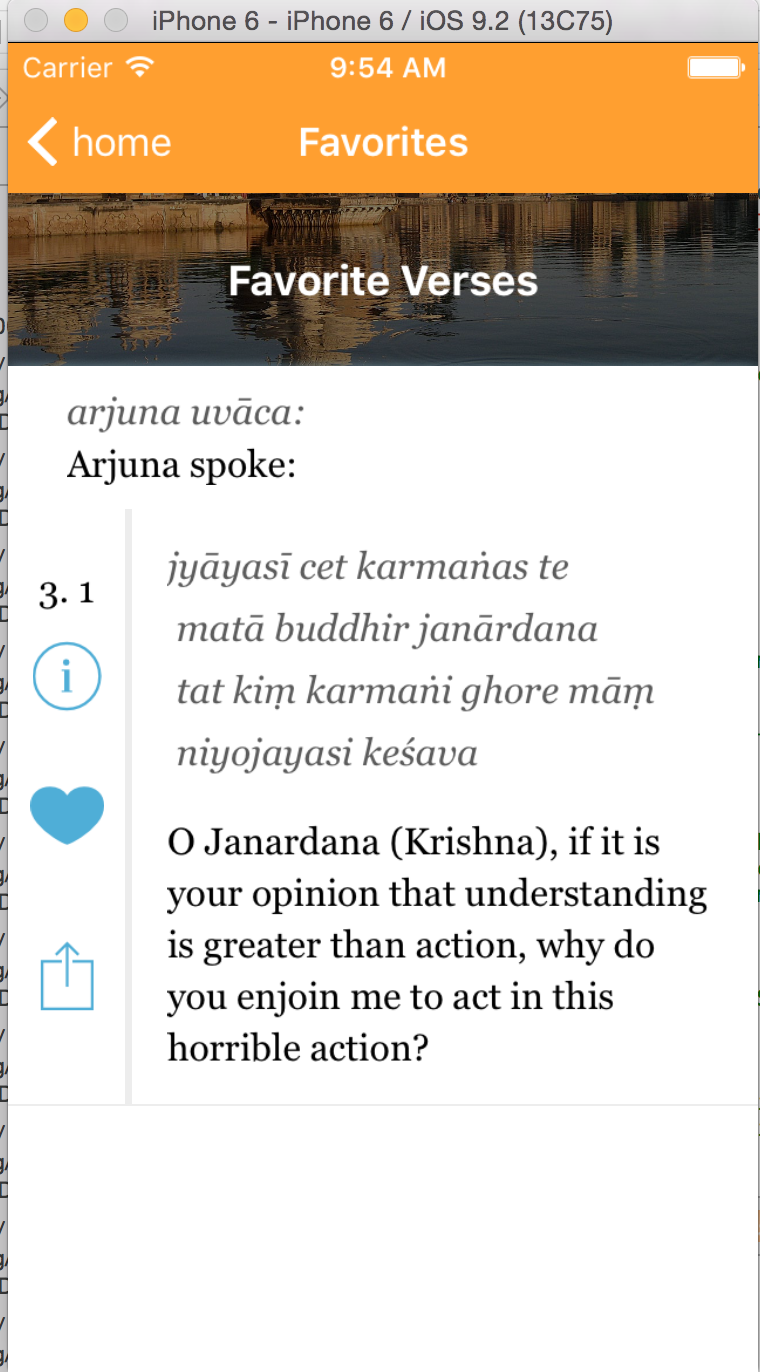 iPhone 6 - iPhone 6 / iOS 9.2 (13C75)
Carrier 9:54 AM
home Favorites
Favorite Verses
arjuna uvāca:
Arjuna spoke:
3. 1
jyāyasī cet karmaṅas te
matā buddhir janārdana
tat kiṃ karmaṅi ghore māṃ
niyojayasi keśava
O Janardana (Krishna), if it is
your opinion that understanding
is greater than action, why do
you enjoin me to act in this
horrible action?